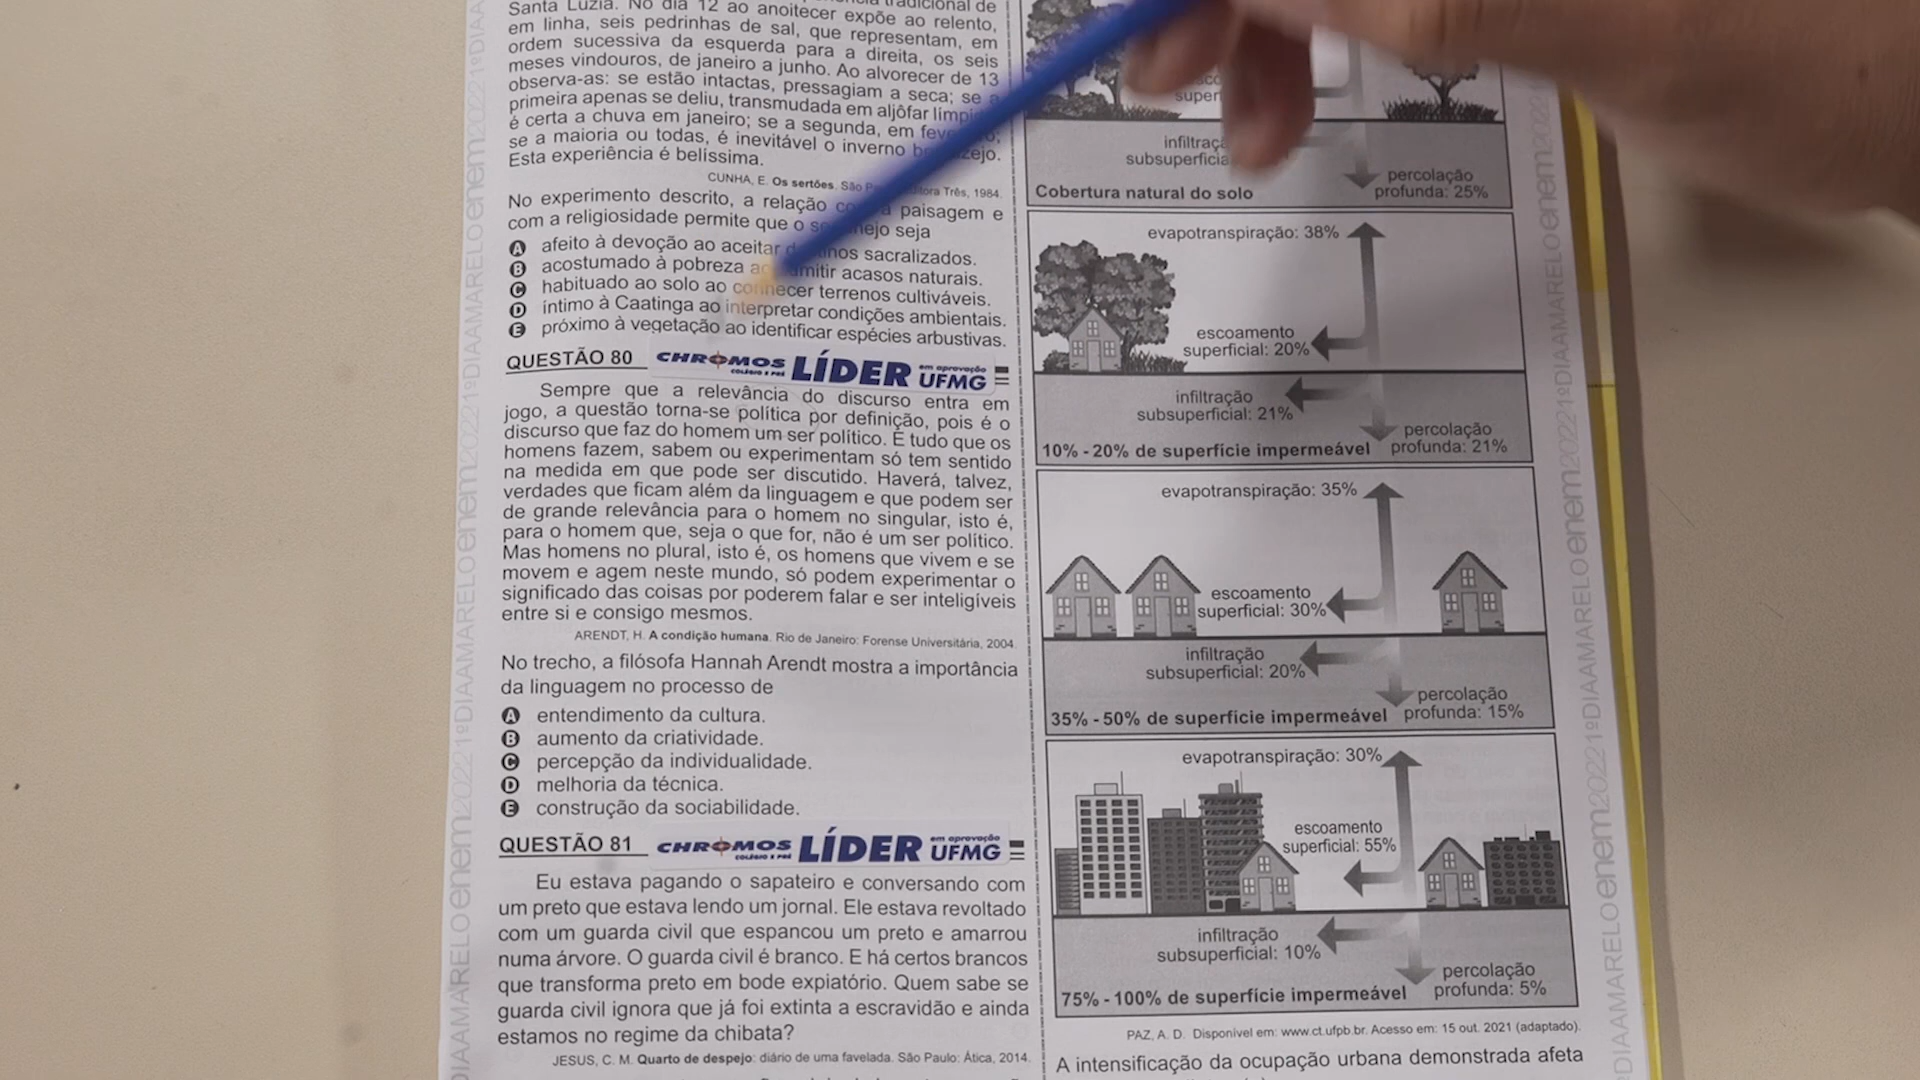 Santa Luzia. No dia 12 ao anoitecer expõe ao relento,
em linha, seis pedrinhas de sal, que representam, em
ordem sucessiva da esquerda para a direita, os seis
meses vindouros, de janeiro a junho. Ao alvorecer de 13
observa-as: se estão intactas, pressagiam a seca; se a
primeira apenas se deliu, transmudada em aljôfar
é certa a chuva em janeiro; se a segunda, em
se a maioria ou todas, é inevitável o inverno
Esta experiência é belíssima.
CUNHA, E. Os sertões. São Três, 1984.
No experimento descrito, a relação a paisagem e
com a religiosidade permite que o seja
A afeito à devoção ao aceitar sacralizados.
B acostumado à pobreza acasos naturais.
C habituado ao solo ao conhecer terrenos cultiváveis.
D íntimo à Caatinga ao interpretar condições ambientais.
E próximo à vegetação ao identificar espécies arbustivas.
QUESTÃO 80 CHROMOS COLÉGIO E PRÉ LÍDER em aprovação UFMG
Sempre que a relevância do discurso entra em
jogo, a questão torna-se política por definição, pois é o
discurso que faz do homem um ser político. E tudo que os
homens fazem, sabem ou experimentam só tem sentido
na medida em que pode ser discutido. Haverá, talvez,
verdades que ficam além da linguagem e que podem ser
de grande relevância para o homem no singular, isto é,
para o homem que, seja o que for, não é um ser político.
Mas homens no plural, isto é, os homens que vivem e se
movem e agem neste mundo, só podem experimentar o
significado das coisas por poderem falar e ser inteligíveis
entre si e consigo mesmos.
ARENDT, H. A condição humana. Rio de Janeiro: Forense Universitária, 2004.
No trecho, a filósofa Hannah Arendt mostra a importância
da linguagem no processo de
A entendimento da cultura.
B aumento da criatividade.
C percepção da individualidade.
D melhoria da técnica.
E construção da sociabilidade.
QUESTÃO 81 CHROMOS COLÉGIO E PRÉ LÍDER em aprovação UFMG
Eu estava pagando o sapateiro e conversando com
um preto que estava lendo um jornal. Ele estava revoltado
com um guarda civil que espancou um preto e amarrou
numa árvore. O guarda civil é branco. E há certos brancos
que transforma preto em bode expiatório. Quem sabe se
guarda civil ignora que já foi extinta a escravidão e ainda
estamos no regime da chibata?
JESUS, C. M. Quarto de despejo: diário de uma favelada. São Paulo: Ática, 2014.
percolação
profunda: 25%
Cobertura natural do solo
evapotranspiração: 38%
escoamento
superficial: 20%
infiltração
subsuperficial: 21%
percolação
profunda: 21%
10% - 20% de superfície impermeável
evapotranspiração: 35%
escoamento
superficial: 30%
infiltração
subsuperficial: 20%
percolação
profunda: 15%
35% - 50% de superfície impermeável
evapotranspiração: 30%
escoamento
superficial: 55%
infiltração
subsuperficial: 10%
percolação
profunda: 5%
75% - 100% de superfície impermeável
PAZ, A. D. Disponível em: www.ct.ufpb.br. Acesso em: 15 out. 2021 (adaptado).
A intensificação da ocupação urbana demonstrada afeta